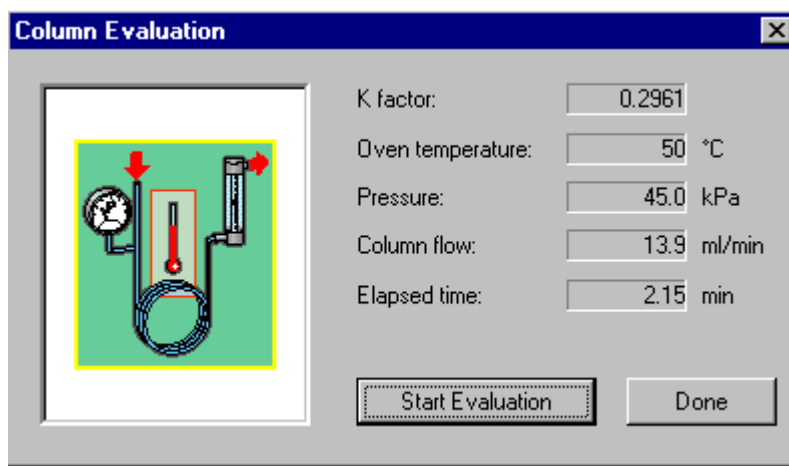 Column Evaluation
K factor: 0.2961
Oven temperature: 50 °C
Pressure: 45.0 kPa
Column flow: 13.9 ml/min
Elapsed time: 2.15 min
Start Evaluation Done